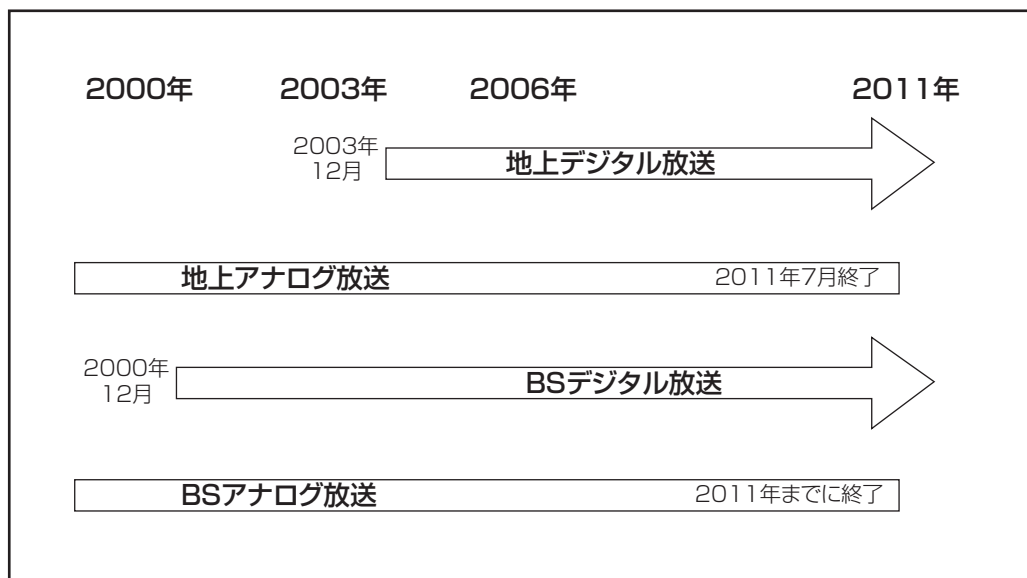 2000年 2003年 2006年 2011年
2003年
12月
地上デジタル放送
地上アナログ放送 2011年7月終了
2000年
12月
BSデジタル放送
BSアナログ放送 2011年までに終了